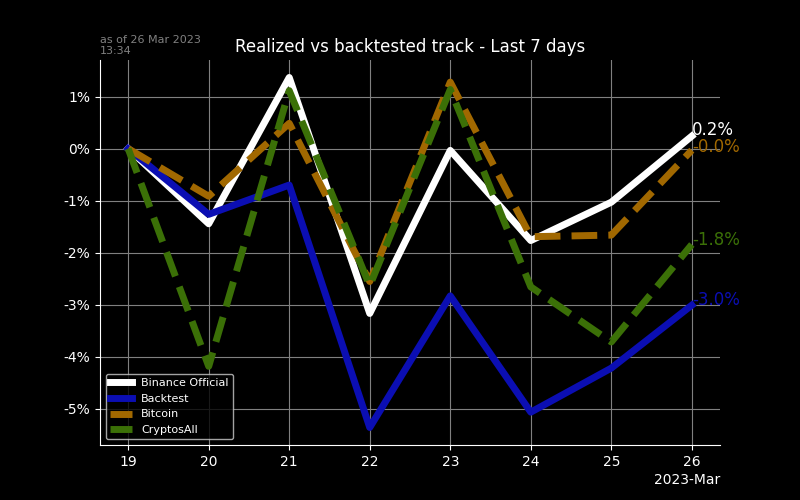 as of 26 Mar 2023
13:34
Realized vs backtested track - Last 7 days
1%
0%
-1%
-2%
-3%
-4%
-5%
0.2%
-0.0%
-1.8%
-3.0%
Binance Official
Backtest
Bitcoin
CryptosAll
19 20 21 22 23 24 25 26
2023-Mar